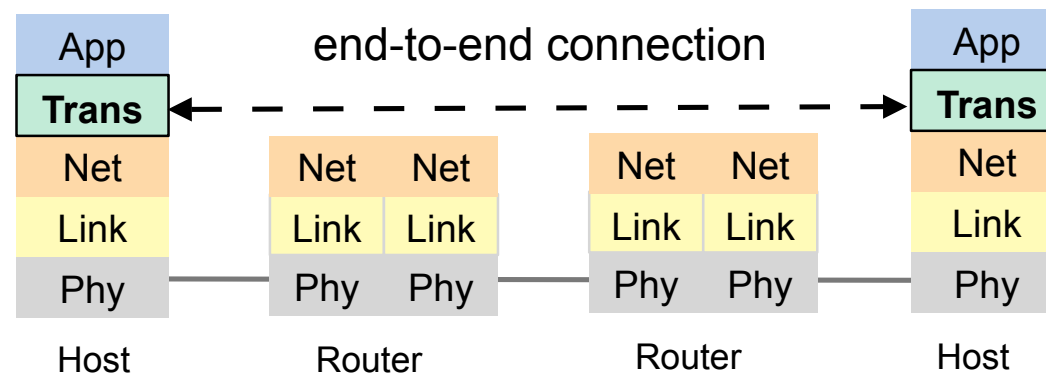 App end-to-end connection App
Trans Trans
Net Net Net Net Net Net
Link Link Link Link Link Link
Phy Phy Phy Phy Phy Phy
Host Router Router Host